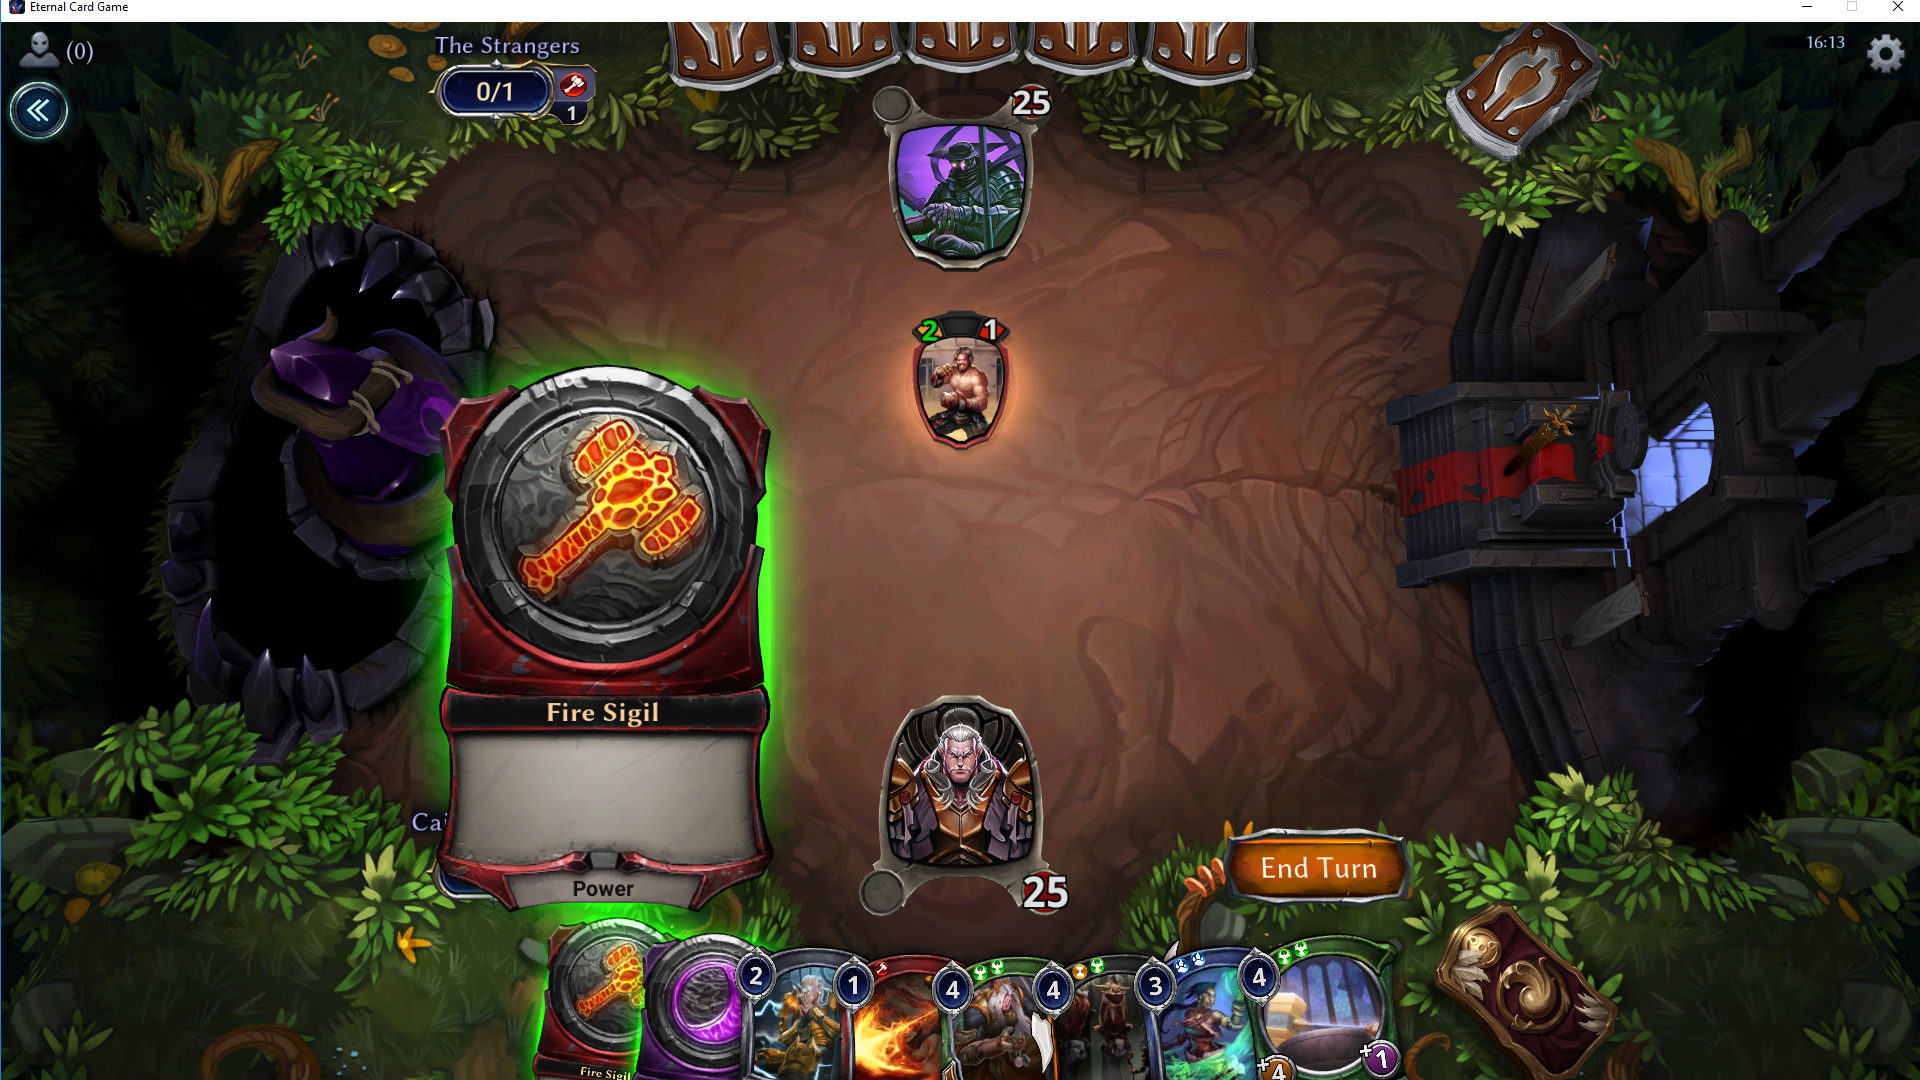 Eternal Card Game
(0)
The Strangers
16:13
0/1
1
25
2
1
Fire Sigil
Cai
Power
End Turn
25
2
1
4
4
3
4
Fire Sigil
+4
+1